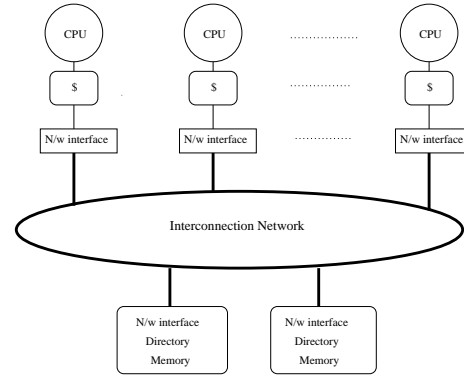 CPU CPU CPU
$ $ $
N/w interface N/w interface N/w interface
Interconnection Network
N/w interface N/w interface
Directory Directory
Memory Memory